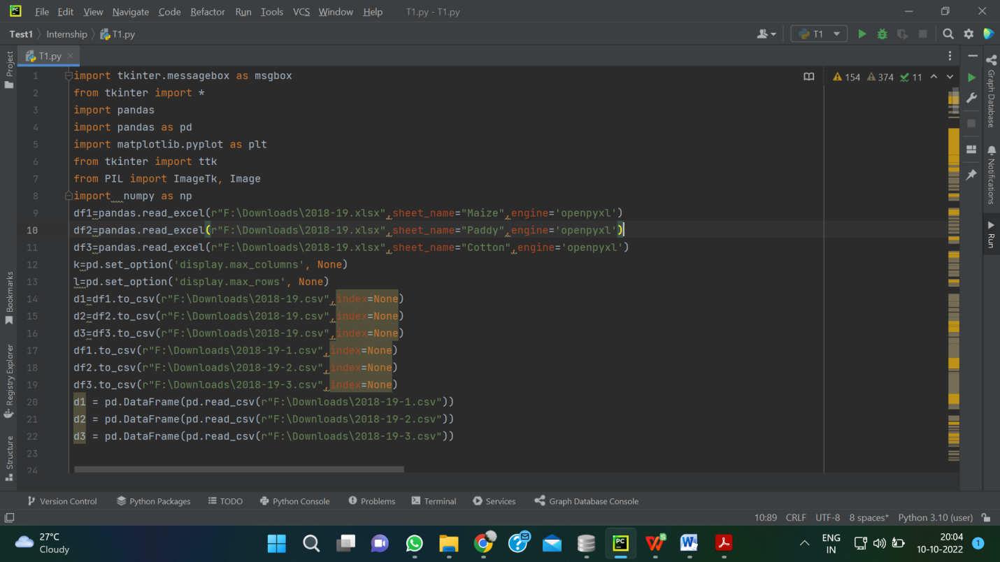 File Edit View Navigate Code Refactor Run Tools VCS Window Help T1.py - T1.py
Test1 Internship T1.py T1
T1.py
Project
Bookmarks
Registry Explorer
Structure
1 import tkinter.messagebox as msgbox
2 from tkinter import *
3 import pandas
4 import pandas as pd
5 import matplotlib.pyplot as plt
6 from tkinter import ttk
7 from PIL import ImageTk, Image
8 import  numpy as np
9 df1=pandas.read_excel(r"F:\Downloads\2018-19.xlsx",sheet_name="Maize",engine='openpyxl')
10 df2=pandas.read_excel(r"F:\Downloads\2018-19.xlsx",sheet_name="Paddy",engine='openpyxl')
11 df3=pandas.read_excel(r"F:\Downloads\2018-19.xlsx",sheet_name="Cotton",engine='openpyxl')
12 k=pd.set_option('display.max_columns', None)
13 l=pd.set_option('display.max_rows', None)
14 d1=df1.to_csv(r"F:\Downloads\2018-19.csv",index=None)
15 d2=df2.to_csv(r"F:\Downloads\2018-19.csv",index=None)
16 d3=df3.to_csv(r"F:\Downloads\2018-19.csv",index=None)
17 df1.to_csv(r"F:\Downloads\2018-19-1.csv",index=None)
18 df2.to_csv(r"F:\Downloads\2018-19-2.csv",index=None)
19 df3.to_csv(r"F:\Downloads\2018-19-3.csv",index=None)
20 d1 = pd.DataFrame(pd.read_csv(r"F:\Downloads\2018-19-1.csv"))
21 d2 = pd.DataFrame(pd.read_csv(r"F:\Downloads\2018-19-2.csv"))
22 d3 = pd.DataFrame(pd.read_csv(r"F:\Downloads\2018-19-3.csv"))
23
24
154 374 11
Graph Database
Notifications
Run
Version Control Python Packages TODO Python Console Problems Terminal Services Graph Database Console
10:89 CRLF UTF-8 8 spaces* Python 3.10 (user)
27°C
Cloudy
ENG
IN
20:04
10-10-2022
1